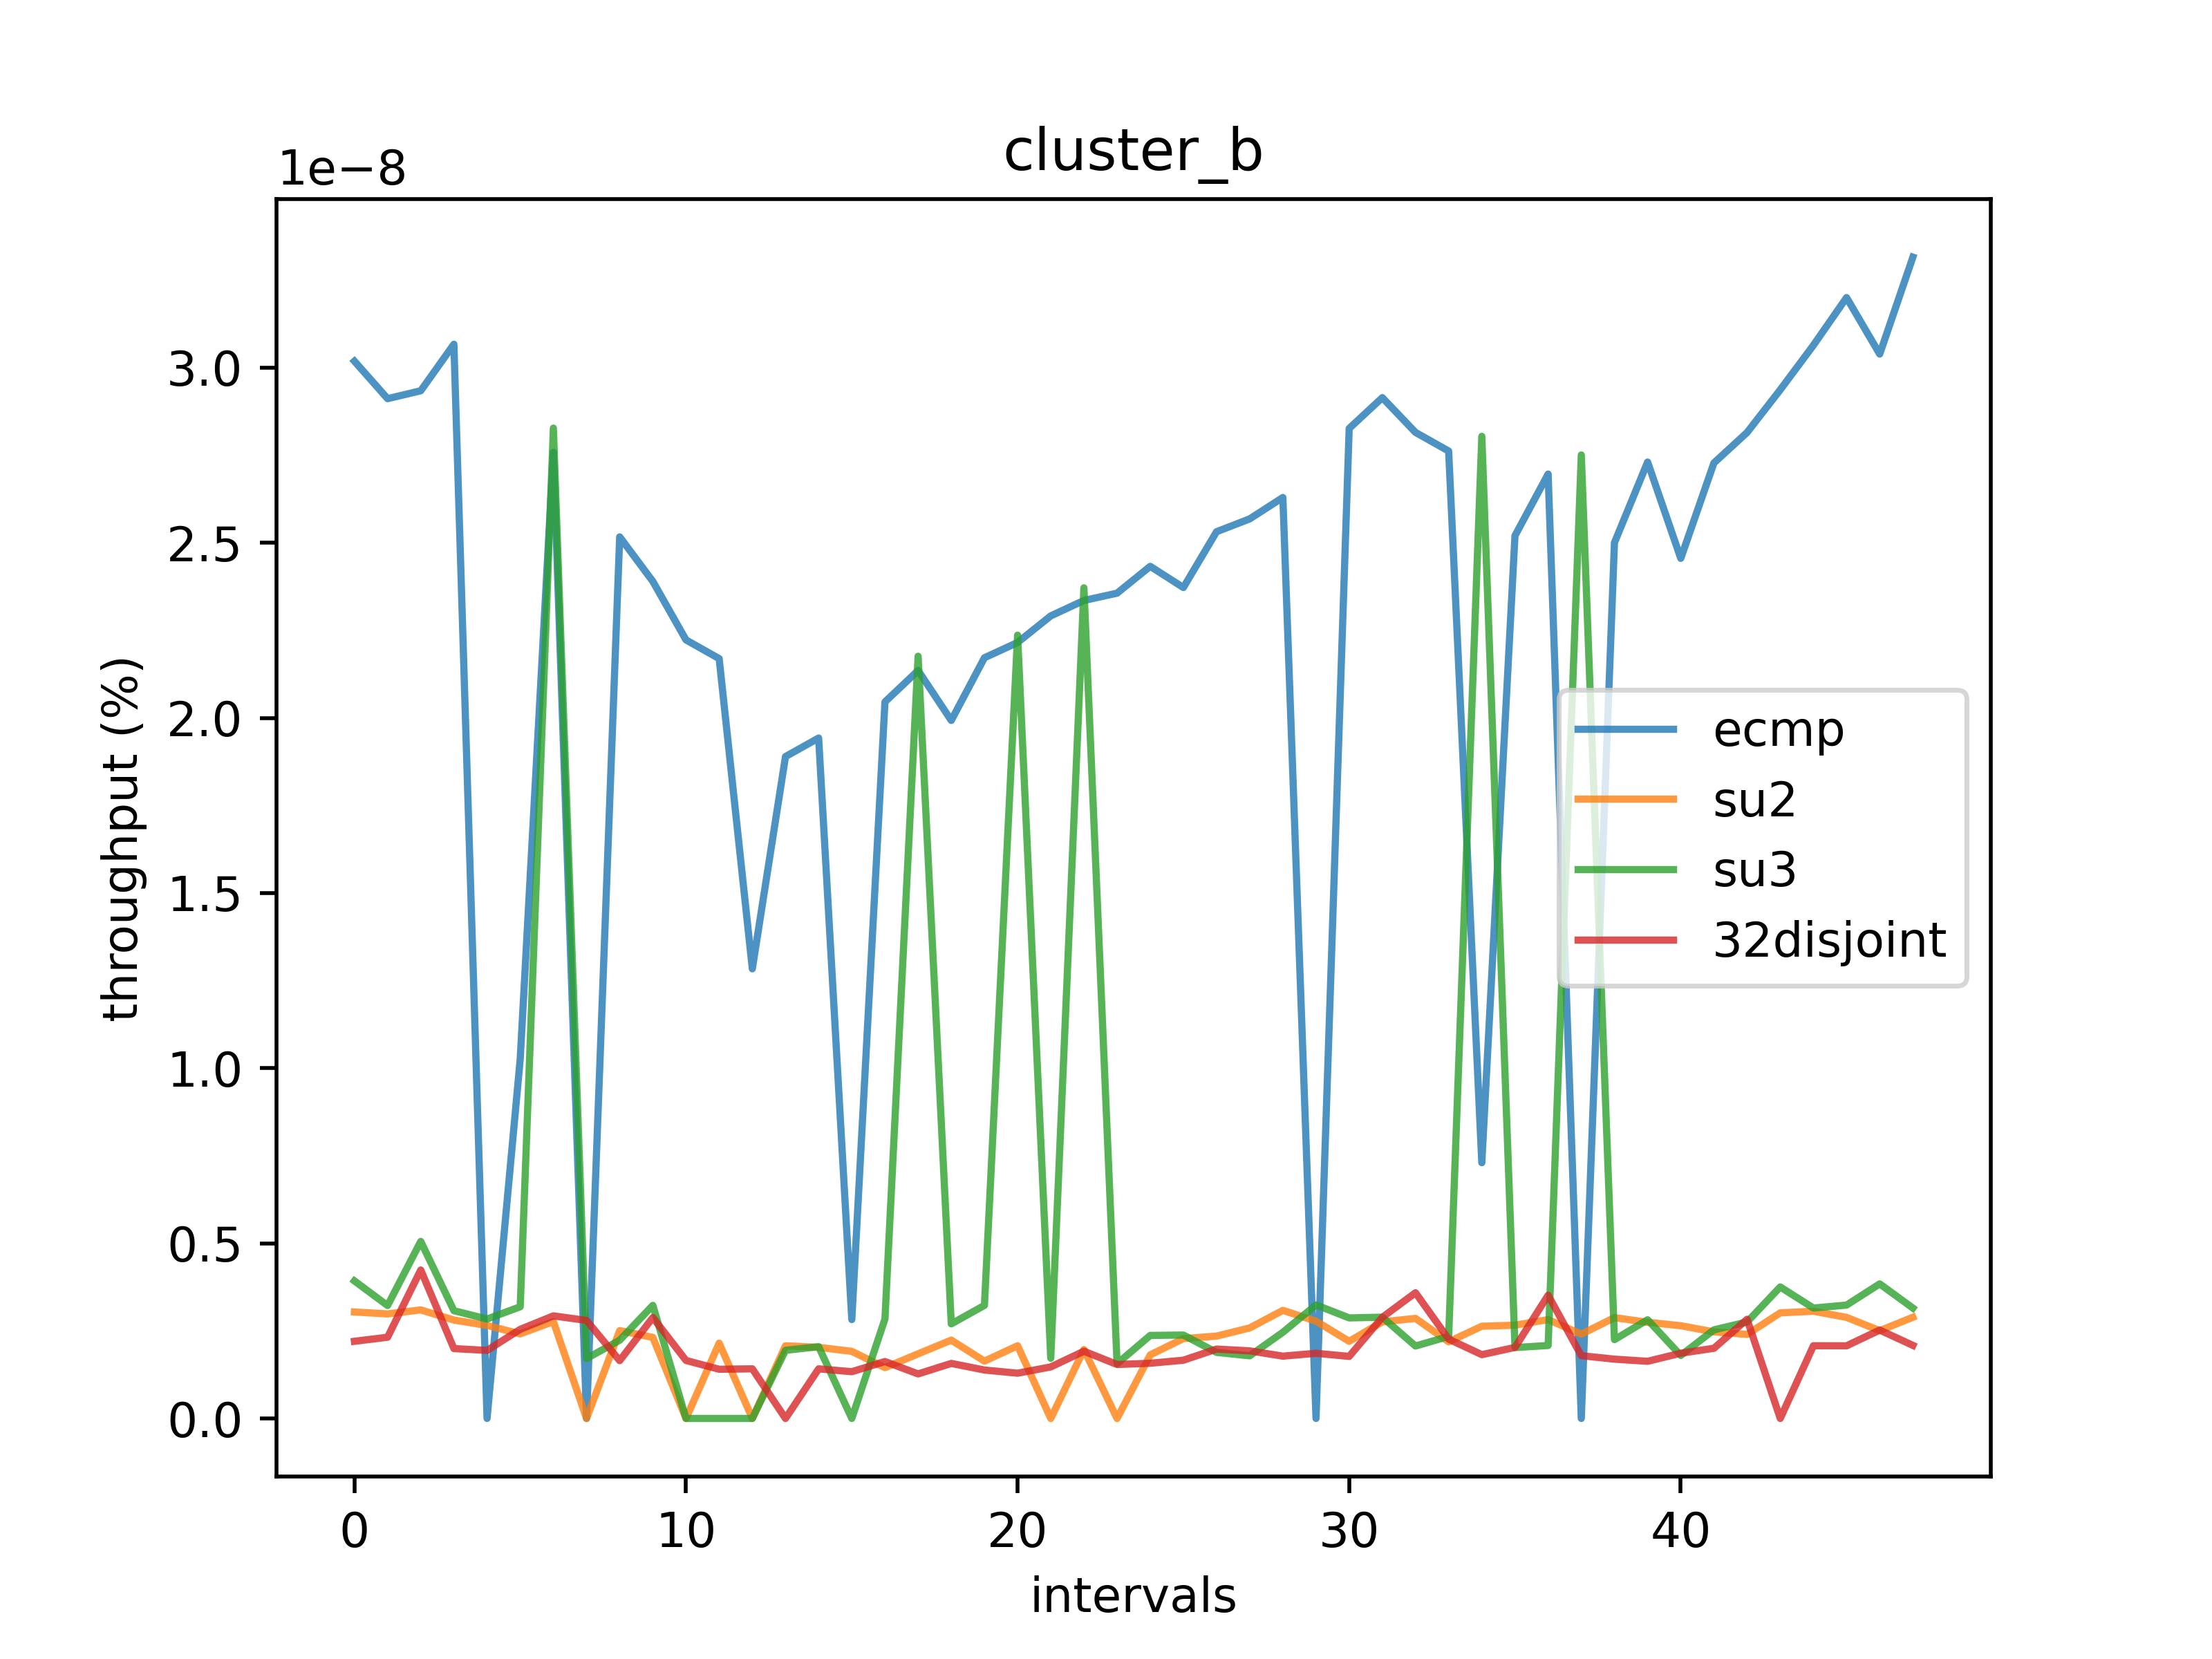 cluster_b
1e−8
throughput (%)
3.0
2.5
2.0
1.5
1.0
0.5
0.0
ecmp
su2
su3
32disjoint
0 10 20 30 40
intervals